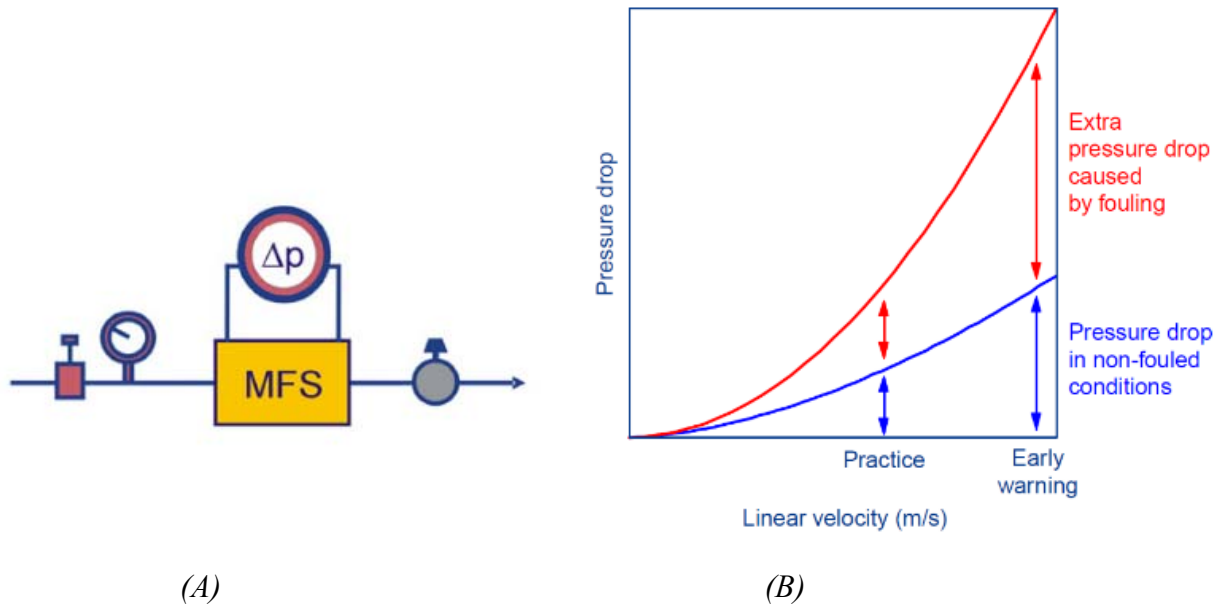 Δp
MFS
(A)
Pressure drop
Extra
pressure drop
caused
by fouling
Pressure drop
in non-fouled
conditions
Practice
Early
warning
Linear velocity (m/s)
(B)